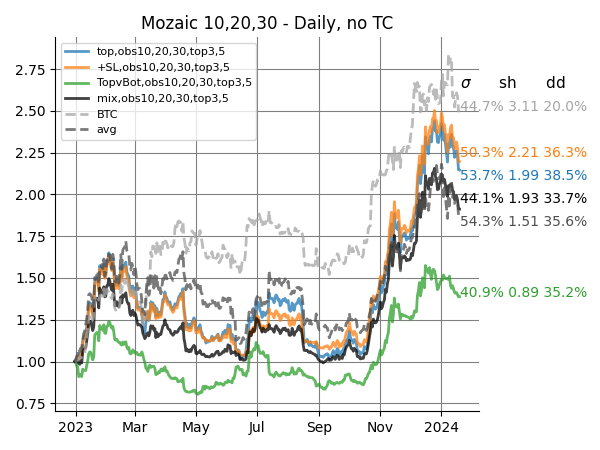 Mozaic 10,20,30 - Daily, no TC
top,obs10,20,30,top3,5
+SL,obs10,20,30,top3,5
TopvBot,obs10,20,30,top3,5
mix,obs10,20,30,top3,5
BTC
avg
σ sh dd
44.7% 3.11 20.0%
50.3% 2.21 36.3%
53.7% 1.99 38.5%
44.1% 1.93 33.7%
54.3% 1.51 35.6%
40.9% 0.89 35.2%
2.75
2.50
2.25
2.00
1.75
1.50
1.25
1.00
0.75
2023 Mar May Jul Sep Nov 2024